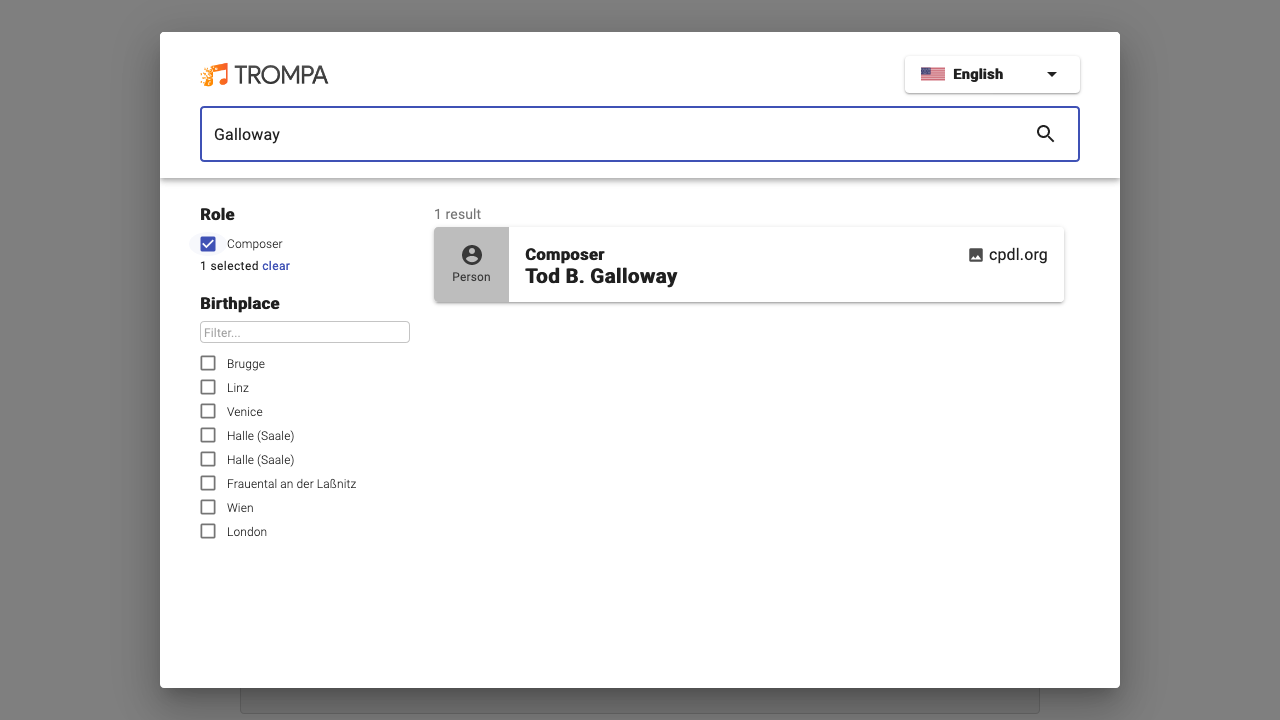 TROMPA
English
Galloway
Role
Composer
1 selected clear
Birthplace
Filter...
Brugge
Linz
Venice
Halle (Saale)
Halle (Saale)
Frauental an der Laßnitz
Wien
London
1 result
Person
Composer
Tod B. Galloway
cpdl.org